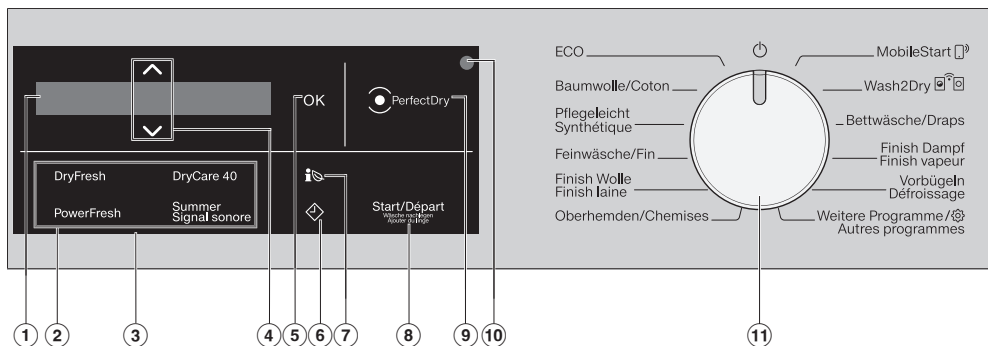 OK
PerfectDry
DryFresh
DryCare 40
PowerFresh
Summer
Signal sonore
Start/Départ
Wäsche nachlegen
Ajouter du linge
ECO
Baumwolle/Coton
Pflegeleicht
Synthétique
Feinwäsche/Fin
Finish Wolle
Finish laine
Oberhemden/Chemises
MobileStart
Wash2Dry
Bettwäsche/Draps
Finish Dampf
Finish vapeur
Vorbügeln
Défroissage
Weitere Programme/
Autres programmes
1 2 3 4 5 6 7 8 9 10 11